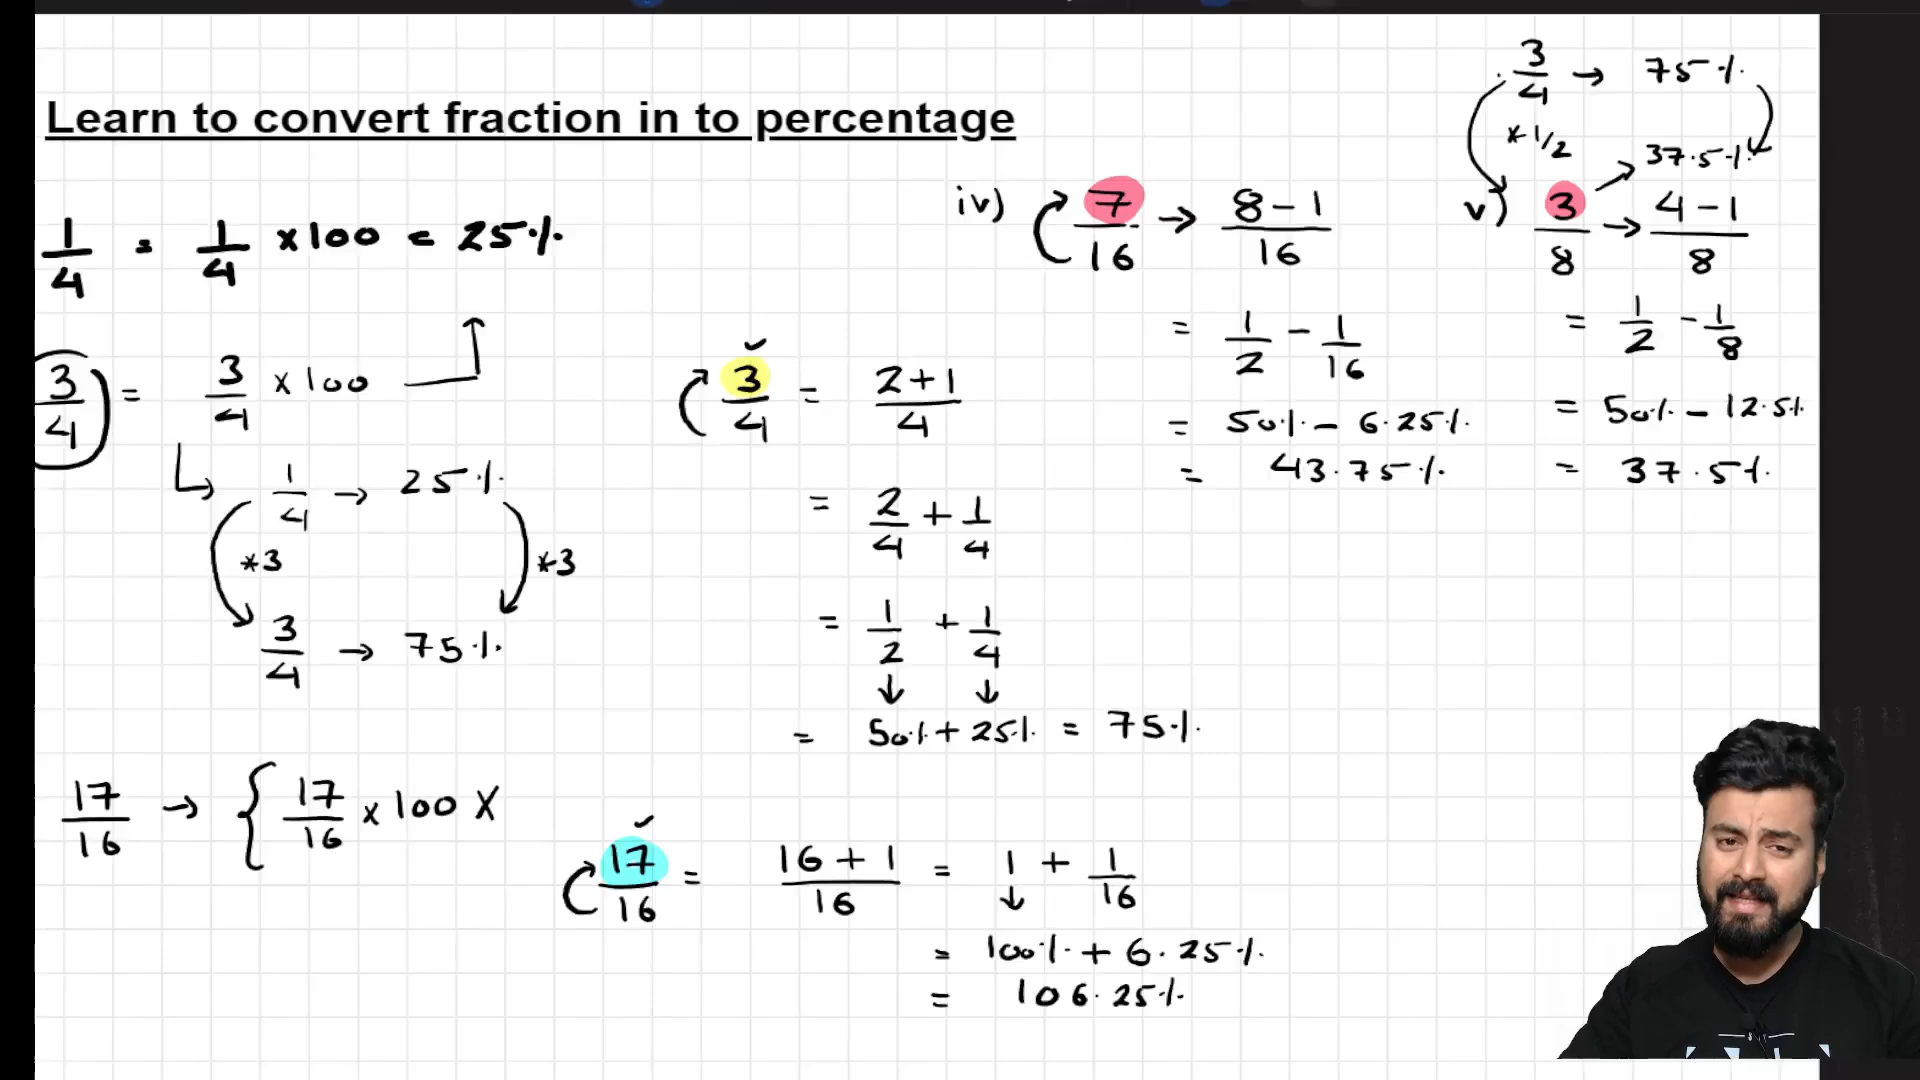 Learn to convert fraction in to percentage
1/4 = 1/4 × 100 = 25%
3/4 = 3/4 × 100
1/4 → 25%
*3 *3
3/4 → 75%
17/16 → { 17/16 × 100 X
3/4 = (2+1)/4
= 2/4 + 1/4
= 1/2 + 1/4
= 50% + 25% = 75%
17/16 = (16+1)/16 = 1 + 1/16
= 100% + 6.25%
= 106.25%
iv) 7/16 → (8-1)/16
= 1/2 - 1/16
= 50% - 6.25%
= 43.75%
3/4 → 75%
*1/2
37.5%
v) 3/8 → (4-1)/8
= 1/2 - 1/8
= 50% - 12.5%
= 37.5%